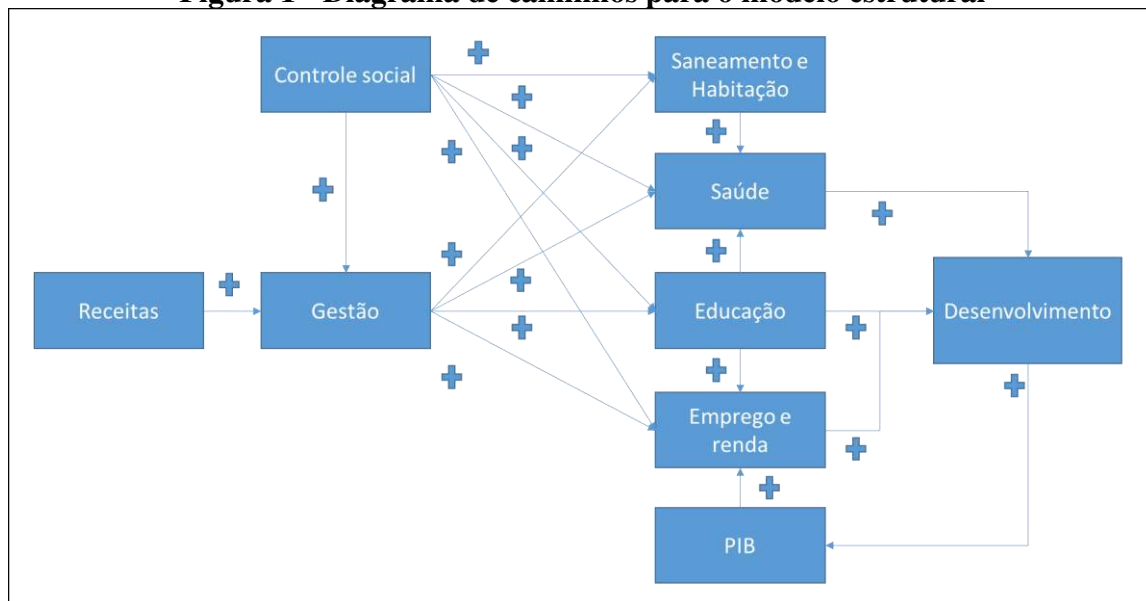 Figura 1 - Diagrama de caminhos para o modelo estrutural
Controle social
Saneamento e
Habitação
Saúde
Receitas
Gestão
Educação
Desenvolvimento
Emprego e
renda
PIB